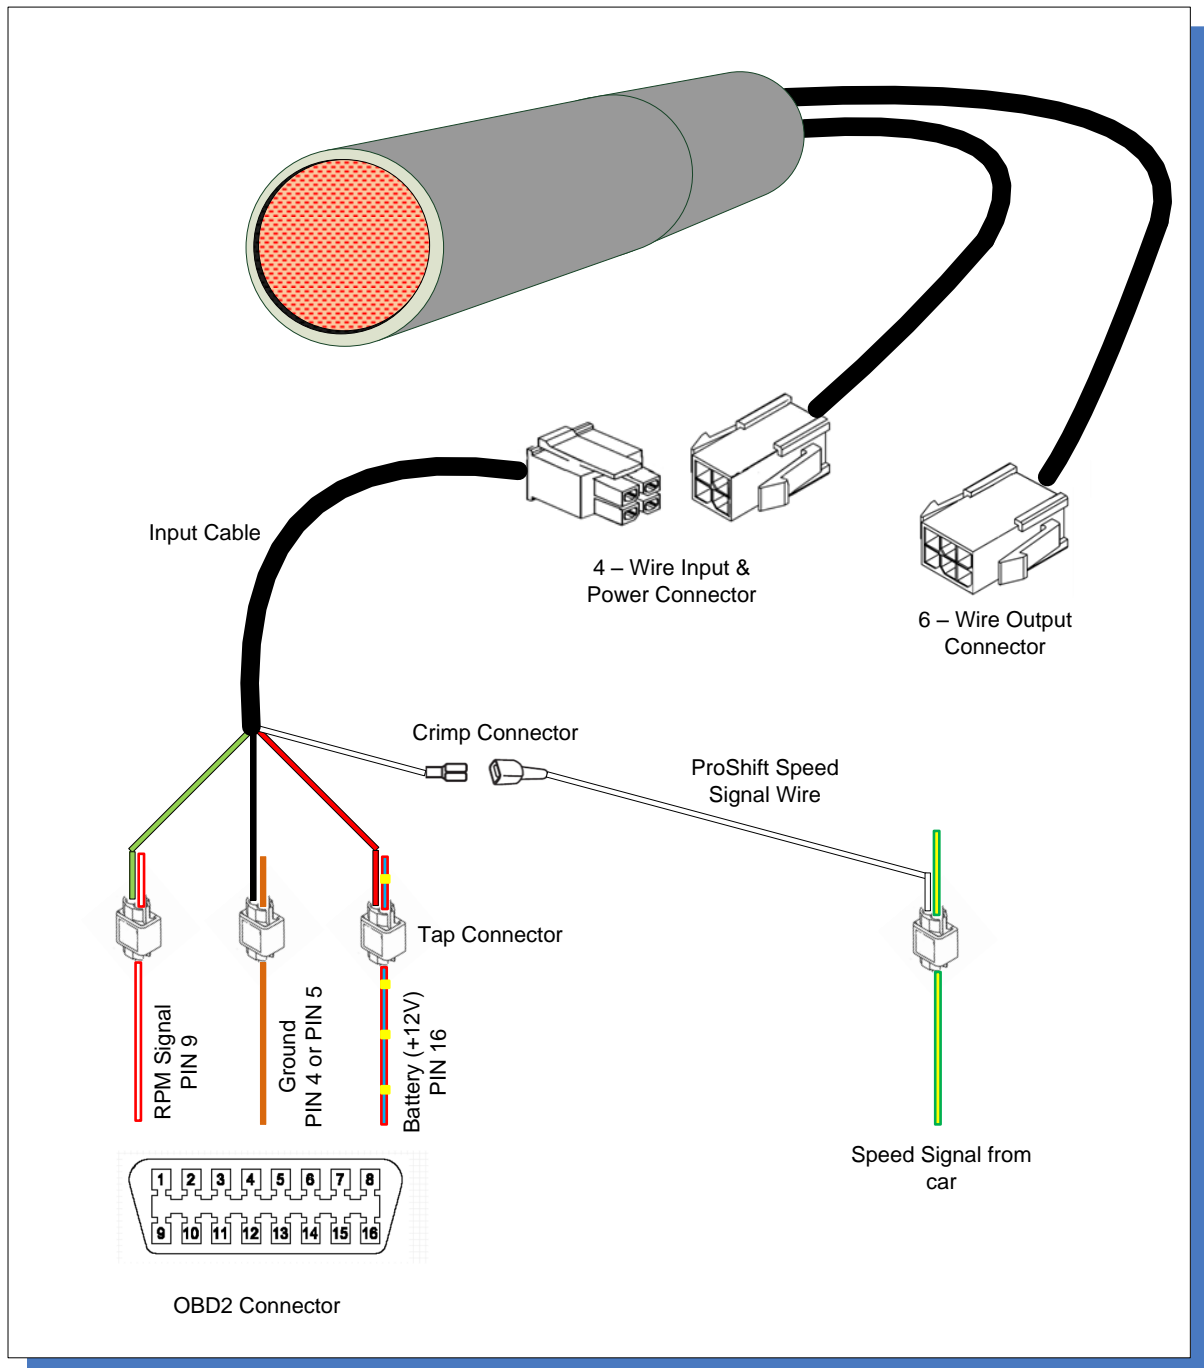 Input Cable
4 – Wire Input &
Power Connector
6 – Wire Output
Connector
Crimp Connector
ProShift Speed
Signal Wire
Tap Connector
RPM Signal
PIN 9
Ground
PIN 4 or PIN 5
Battery (+12V)
PIN 16
Speed Signal from
car
1 2 3 4 5 6 7 8
9 10 11 12 13 14 15 16
OBD2 Connector